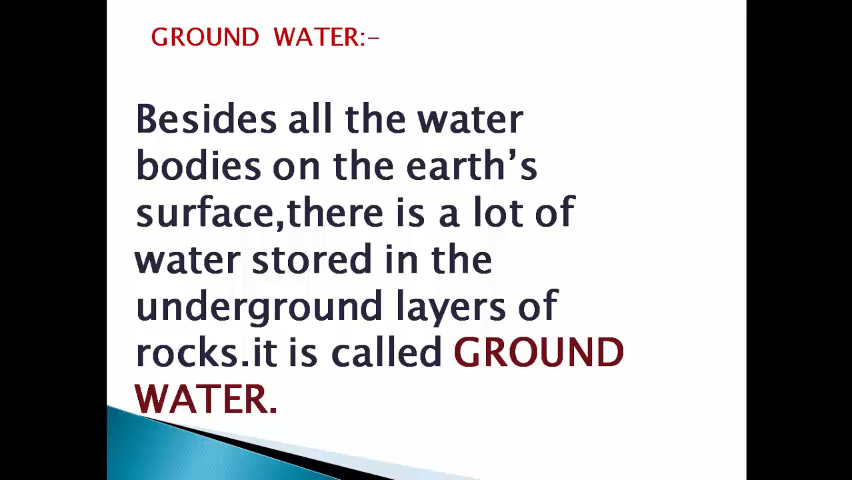 GROUND WATER:-
Besides all the water
bodies on the earth’s
surface,there is a lot of
water stored in the
underground layers of
rocks.it is called GROUND
WATER.